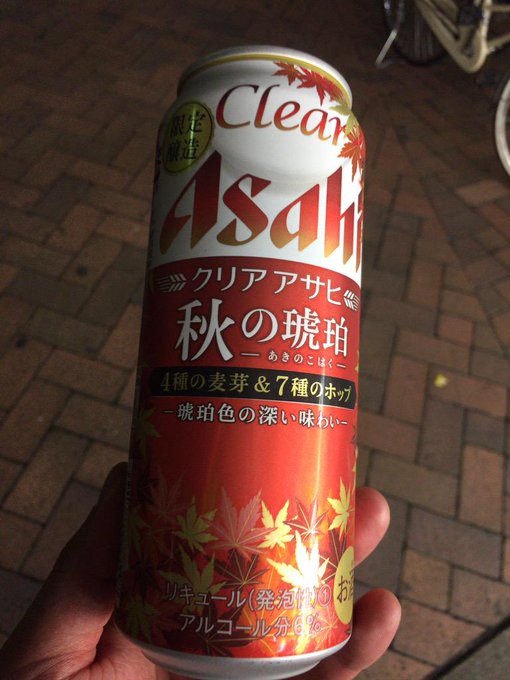 Clear
限定
醸造
Asahi
クリア アサヒ
秋の琥珀
あきのこはく
4種の麦芽&7種のホップ
琥珀色の深い味わい
リキュール(発泡性)①
アルコール分6%
お